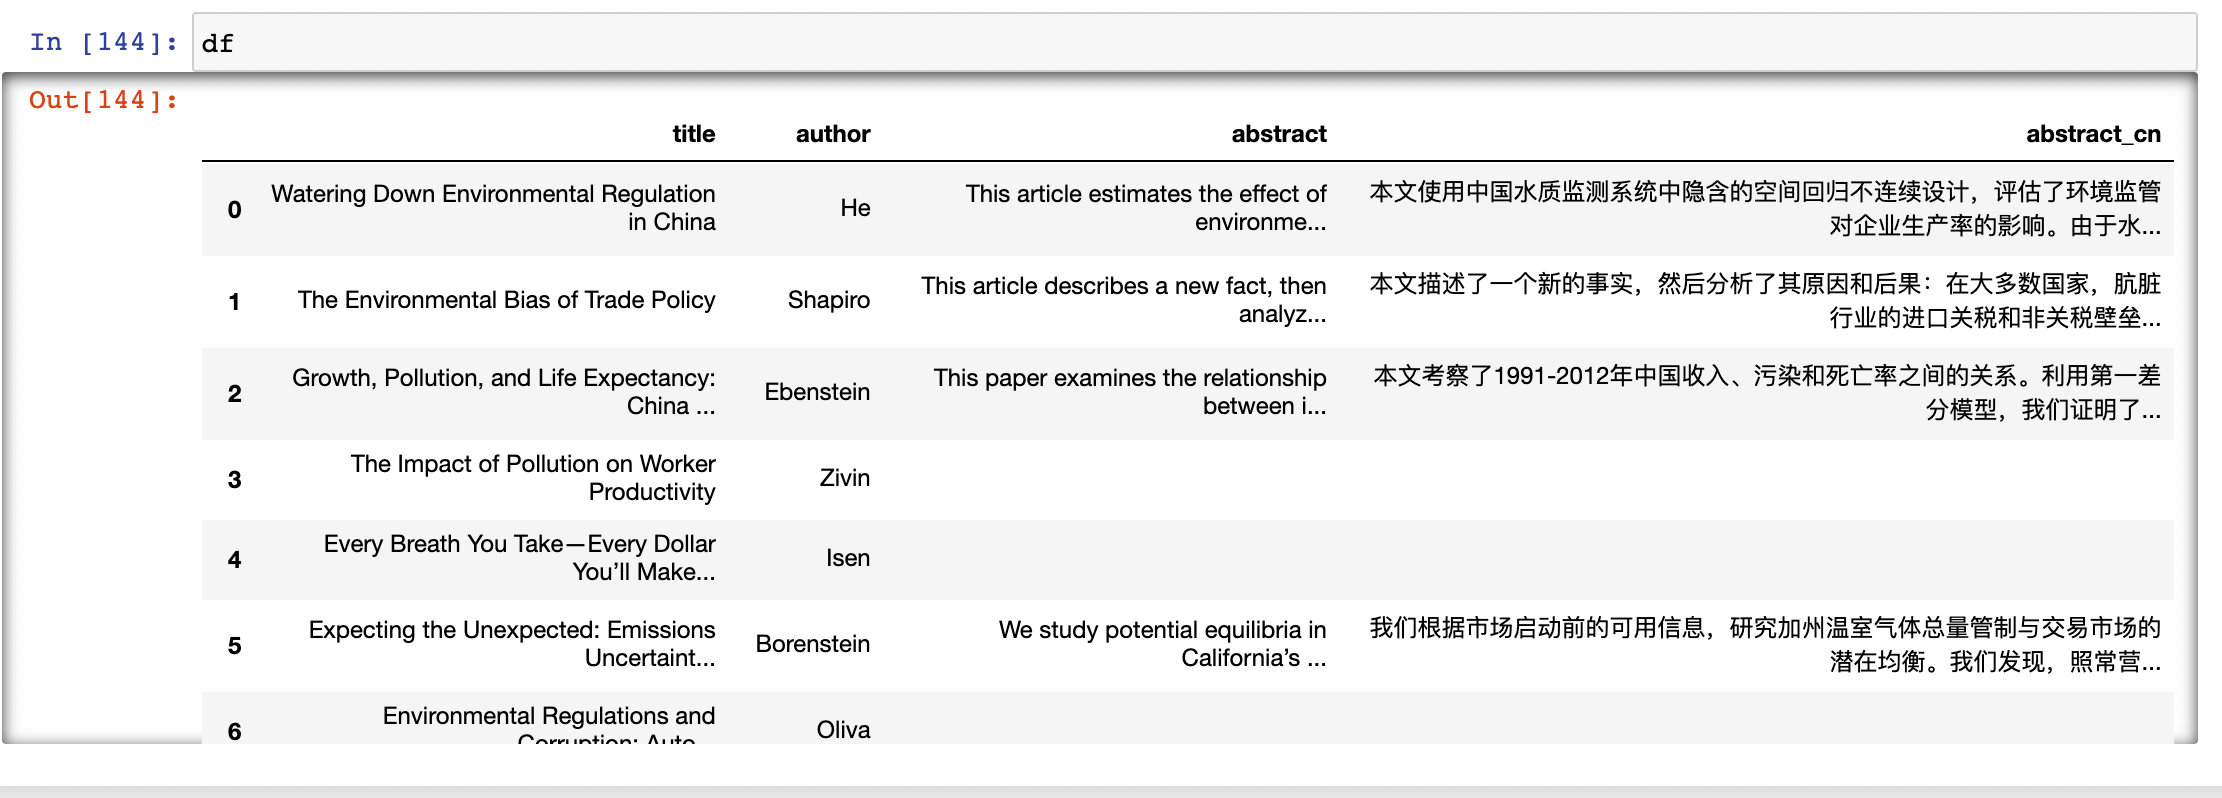 In [144]: df
Out[144]:
title author abstract abstract_cn
0 Watering Down Environmental Regulation in China He This article estimates the effect of environme... 本文使用中国水质监测系统中隐含的空间回归不连续设计，评估了环境监管对企业生产率的影响。由于水...
1 The Environmental Bias of Trade Policy Shapiro This article describes a new fact, then analyz... 本文描述了一个新的事实，然后分析了其原因和后果：在大多数国家，肮脏行业的进口关税和非关税壁垒...
2 Growth, Pollution, and Life Expectancy: China ... Ebenstein This paper examines the relationship between i... 本文考察了1991-2012年中国收入、污染和死亡率之间的关系。利用第一差分模型，我们证明了...
3 The Impact of Pollution on Worker Productivity Zivin
4 Every Breath You Take—Every Dollar You’ll Make... Isen
5 Expecting the Unexpected: Emissions Uncertaint... Borenstein We study potential equilibria in California’s ... 我们根据市场启动前的可用信息，研究加州温室气体总量管制与交易市场的潜在均衡。我们发现，照常营...
6 Environmental Regulations and Corruption: Auto... Oliva